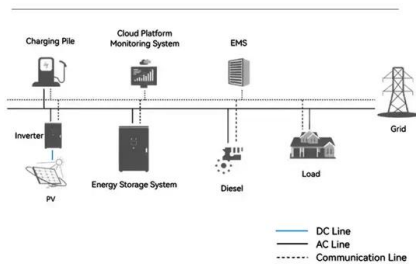 Charging Pile
Cloud Platform
Monitoring System
EMS
Grid
Inverter
PV
Energy Storage System
Diesel
Load
DC Line
AC Line
Communication Line